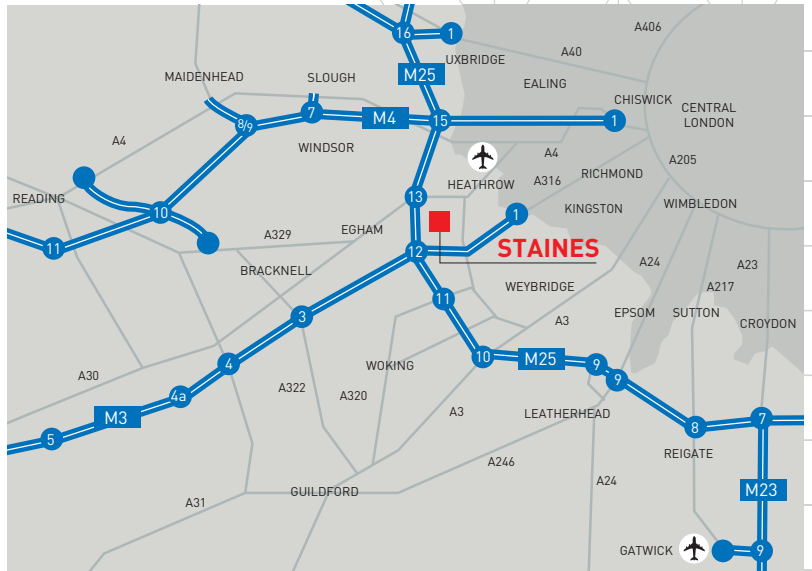 A406
16
1
UXBRIDGE
A40
M25
MAIDENHEAD
SLOUGH
EALING
CHISWICK
CENTRAL
LONDON
7
M4
15
1
8/9
A4
WINDSOR
A4
A205
HEATHROW
A316
RICHMOND
READING
13
KINGSTON
WIMBLEDON
10
1
EGHAM
A329
11
12
STAINES
A24
A23
BRACKNELL
WEYBRIDGE
A217
11
3
A3
EPSOM
SUTTON
CROYDON
10
M25
9
4
WOKING
9
A30
A322
A320
4a
M3
A3
LEATHERHEAD
8
7
5
REIGATE
A246
A24
GUILDFORD
M23
A31
GATWICK
9